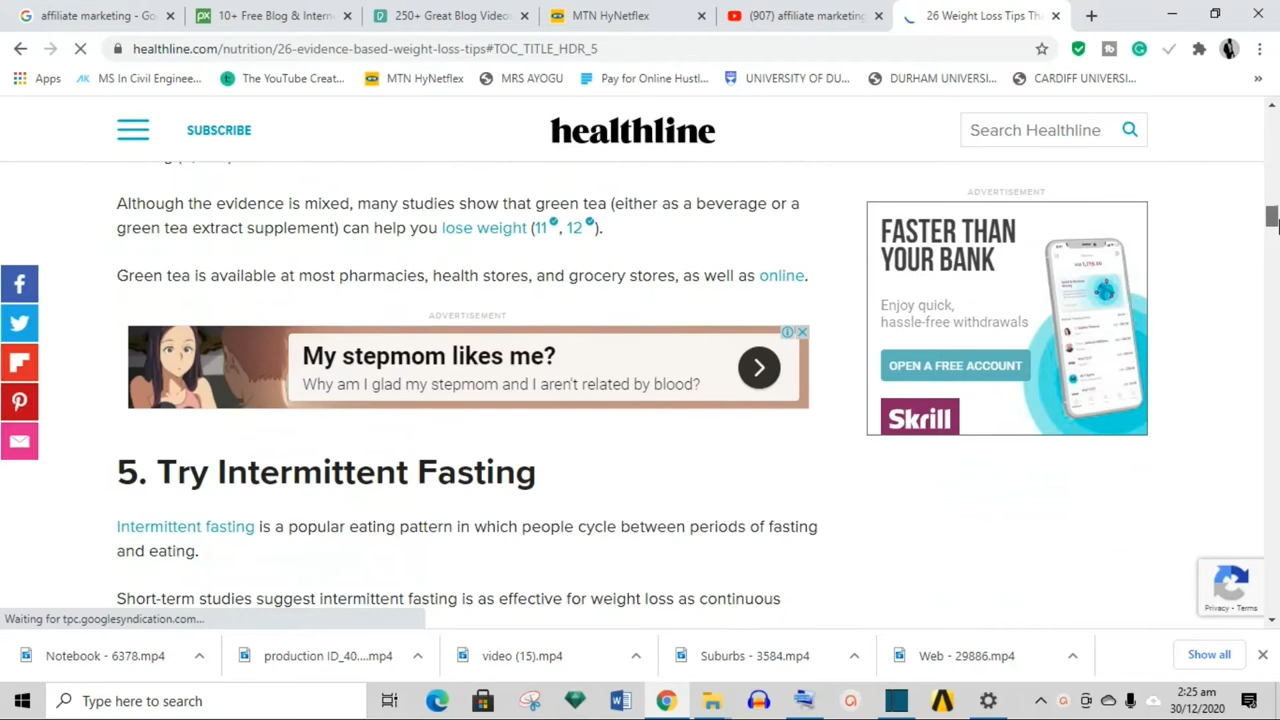 affiliate marketing - Go
10+ Free Blog & Intern
250+ Great Blog Video
MTN HyNetflex
(907) affiliate marketing
26 Weight Loss Tips Th
healthline.com/nutrition/26-evidence-based-weight-loss-tips#TOC_TITLE_HDR_5
Apps
MS In Civil Enginee...
The YouTube Creat...
MTN HyNetflex
MRS AYOGU
Pay for Online Hustl...
UNIVERSITY OF DU...
DURHAM UNIVERSI...
CARDIFF UNIVERSI...
SUBSCRIBE
healthline
Search Healthline
Although the evidence is mixed, many studies show that green tea (either as a beverage or a
green tea extract supplement) can help you lose weight (11, 12).
Green tea is available at most pharmacies, health stores, and grocery stores, as well as online.
ADVERTISEMENT
My stepmom likes me?
Why am I glad my stepmom and I aren't related by blood?
ADVERTISEMENT
FASTER THAN
YOUR BANK
Enjoy quick,
hassle-free withdrawals
OPEN A FREE ACCOUNT
Skrill
5. Try Intermittent Fasting
Intermittent fasting is a popular eating pattern in which people cycle between periods of fasting
and eating.
Short-term studies suggest intermittent fasting is as effective for weight loss as continuous
Privacy - Terms
Waiting for tpc.googlesyndication.com...
Notebook - 6378.mp4
production ID_40....mp4
video (15).mp4
Suburbs - 3584.mp4
Web - 29886.mp4
Show all
Type here to search
2:25 am
30/12/2020